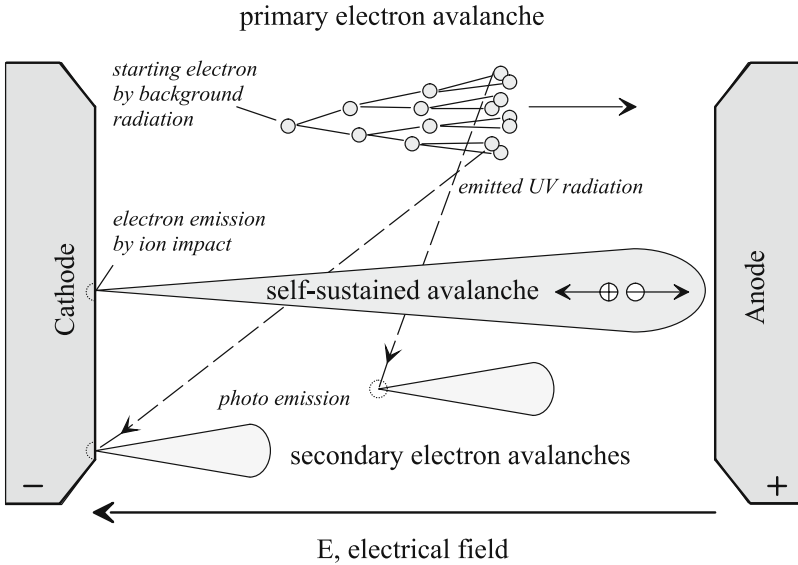 primary electron avalanche
starting electron
by background
radiation
emitted UV radiation
electron emission
by ion impact
Cathode
self-sustained avalanche
Anode
photo emission
secondary electron avalanches
−
+
E, electrical field